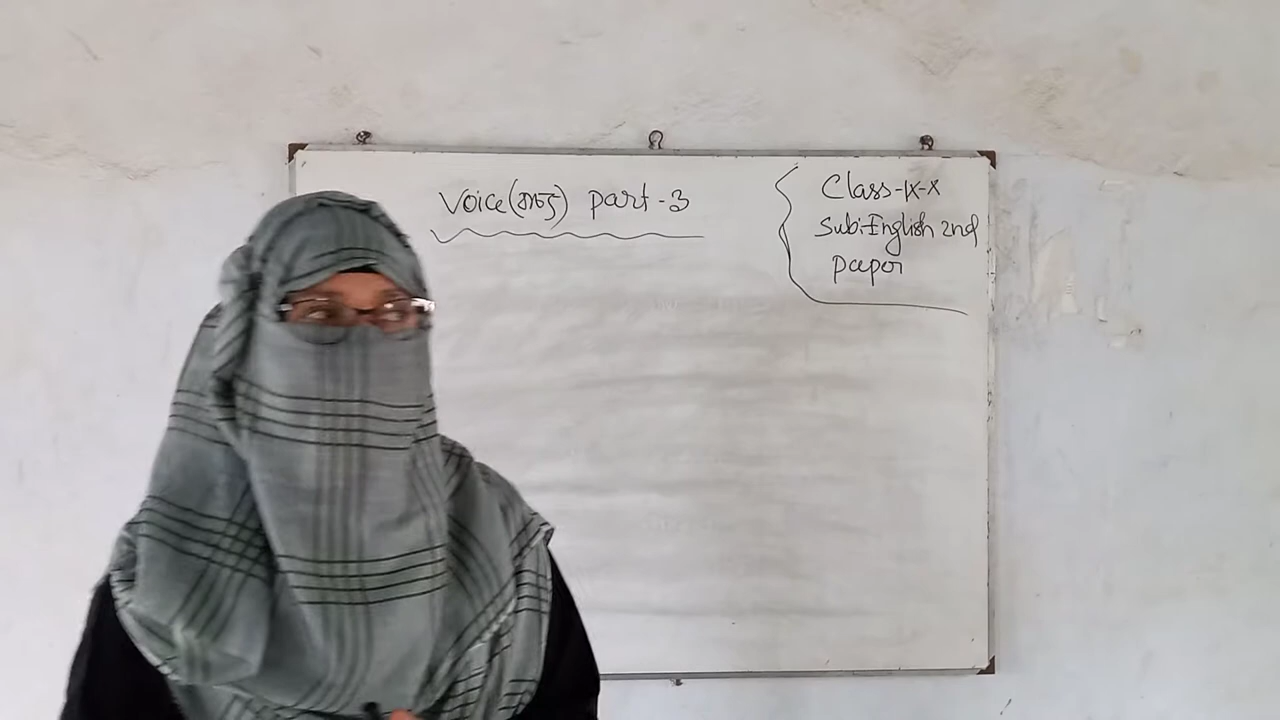 Voice(বাচ্য) part-3
Class-IX-X
Sub:-English 2nd
paper